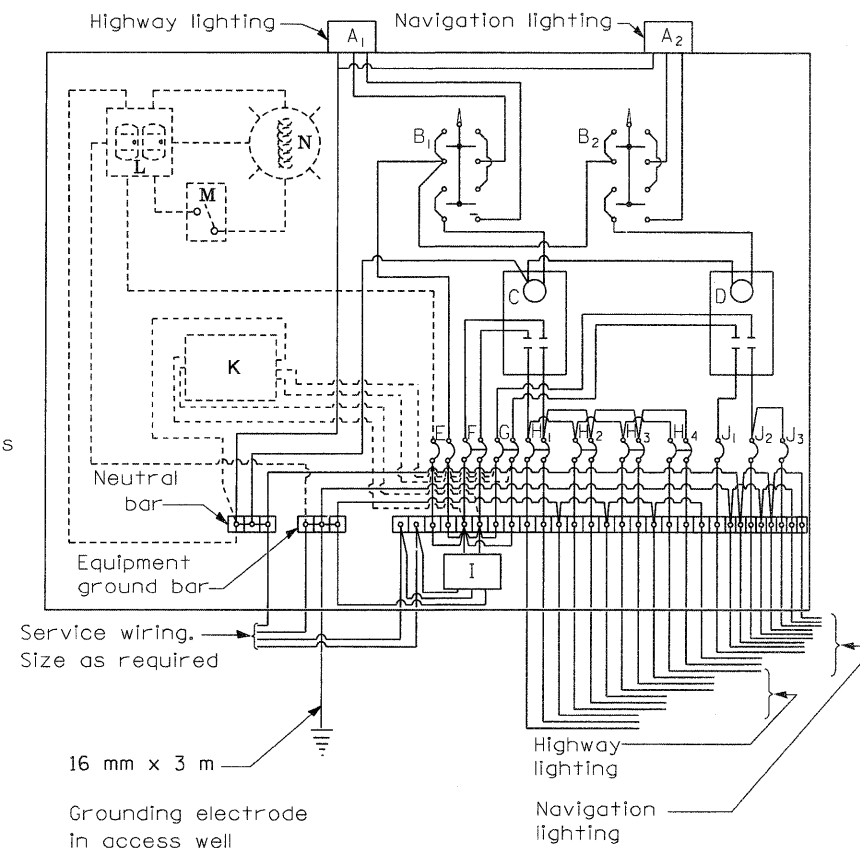 Highway lighting
Navigation lighting
A₁
A₂
B₁
B₂
L
N
M
C
D
K
E
F
G
H₁
H₂
H₃
H₄
J₁
J₂
J₃
S
Neutral
bar
Equipment
ground bar
I
Service wiring.
Size as required
16 mm x 3 m
Grounding electrode
in access well
Highway
lighting
Navigation
lighting